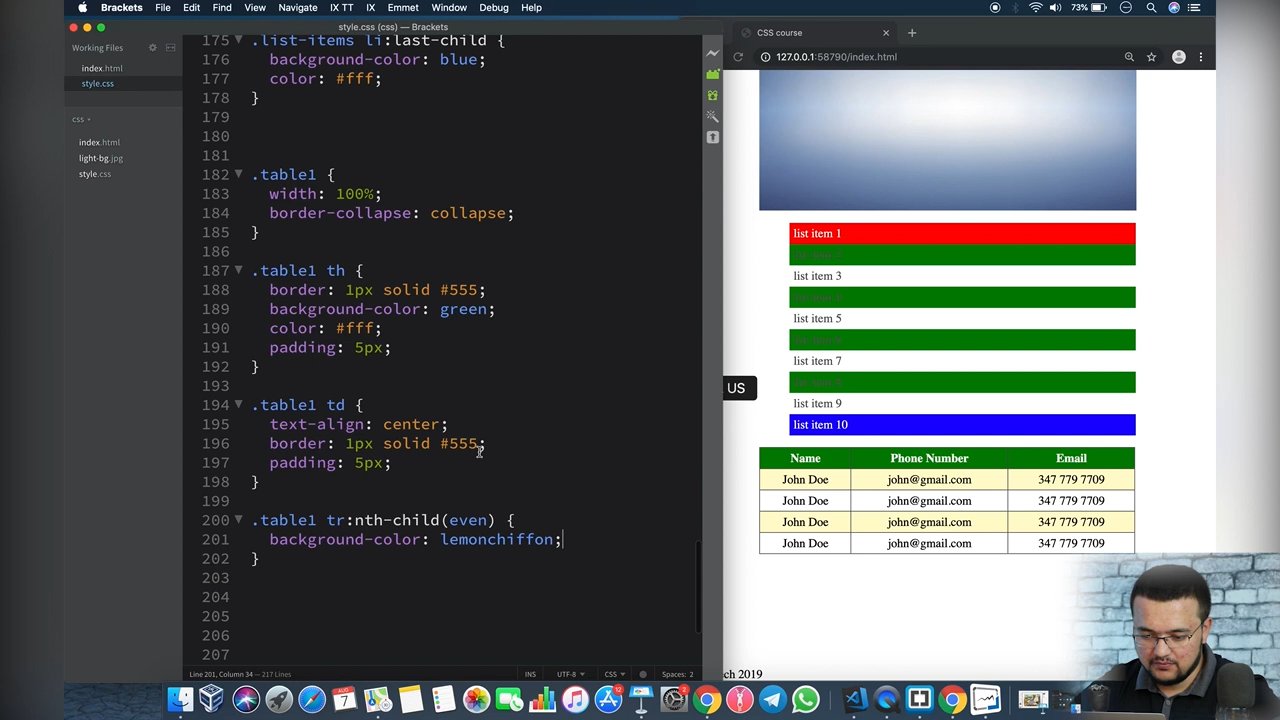 Brackets File Edit Find View Navigate IX TT IX Emmet Window Debug Help
73%
style.css (css) — Brackets
Working Files
index.html
style.css
css
index.html
light-bg.jpg
style.css
175 .list-items li:last-child {
176 background-color: blue;
177 color: #fff;
178 }
179
180
181
182 .table1 {
183 width: 100%;
184 border-collapse: collapse;
185 }
186
187 .table1 th {
188 border: 1px solid #555;
189 background-color: green;
190 color: #fff;
191 padding: 5px;
192 }
193
194 .table1 td {
195 text-align: center;
196 border: 1px solid #555;
197 padding: 5px;
198 }
199
200 .table1 tr:nth-child(even) {
201 background-color: lemonchiffon;
202 }
203
204
205
206
207
Line 201, Column 34 — 217 Lines
INS UTF-8 CSS Spaces: 2
CSS course
127.0.0.1:58790/index.html
list item 1
list item 3
list item 5
list item 7
US
list item 9
list item 10
Name Phone Number Email
John Doe john@gmail.com 347 779 7709
John Doe john@gmail.com 347 779 7709
John Doe john@gmail.com 347 779 7709
John Doe john@gmail.com 347 779 7709
ch 2019